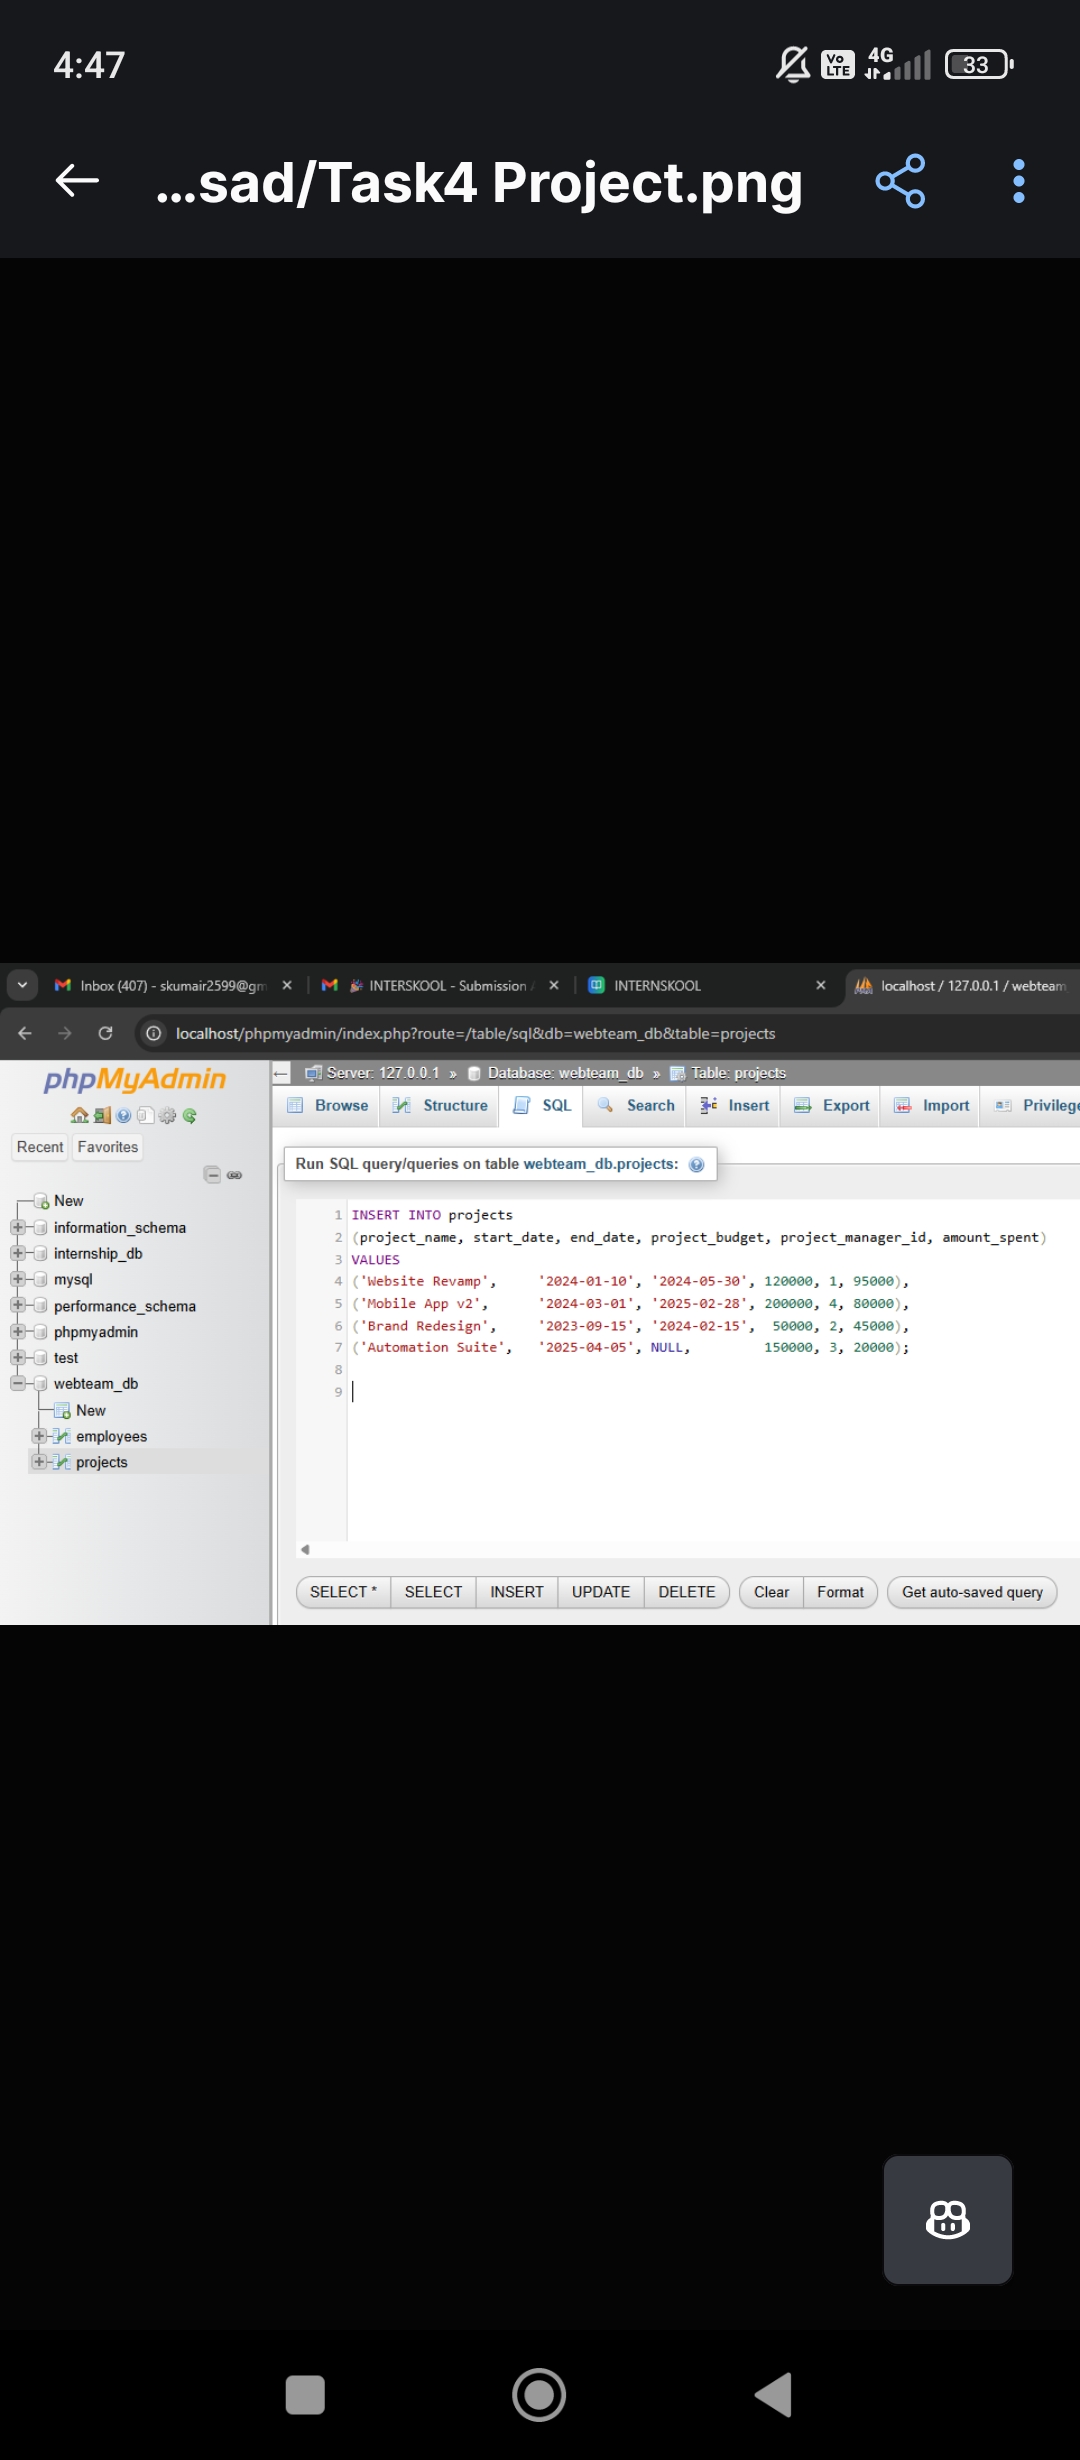 4:47
Vo LTE 4G 33
...sad/Task4 Project.png
Inbox (407) - skumair2599@gm
INTERSKOOL - Submission
INTERNSKOOL
localhost / 127.0.0.1 / webteam
localhost/phpmyadmin/index.php?route=/table/sql&db=webteam_db&table=projects
phpMyAdmin
Recent Favorites
New
information_schema
internship_db
mysql
performance_schema
phpmyadmin
test
webteam_db
New
employees
projects
Server: 127.0.0.1 » Database: webteam_db » Table: projects
Browse Structure SQL Search Insert Export Import Privilege
Run SQL query/queries on table webteam_db.projects:
1 INSERT INTO projects
2 (project_name, start_date, end_date, project_budget, project_manager_id, amount_spent)
3 VALUES
4 ('Website Revamp', '2024-01-10', '2024-05-30', 120000, 1, 95000),
5 ('Mobile App v2', '2024-03-01', '2025-02-28', 200000, 4, 80000),
6 ('Brand Redesign', '2023-09-15', '2024-02-15', 50000, 2, 45000),
7 ('Automation Suite', '2025-04-05', NULL, 150000, 3, 20000);
8
9
SELECT * SELECT INSERT UPDATE DELETE Clear Format Get auto-saved query